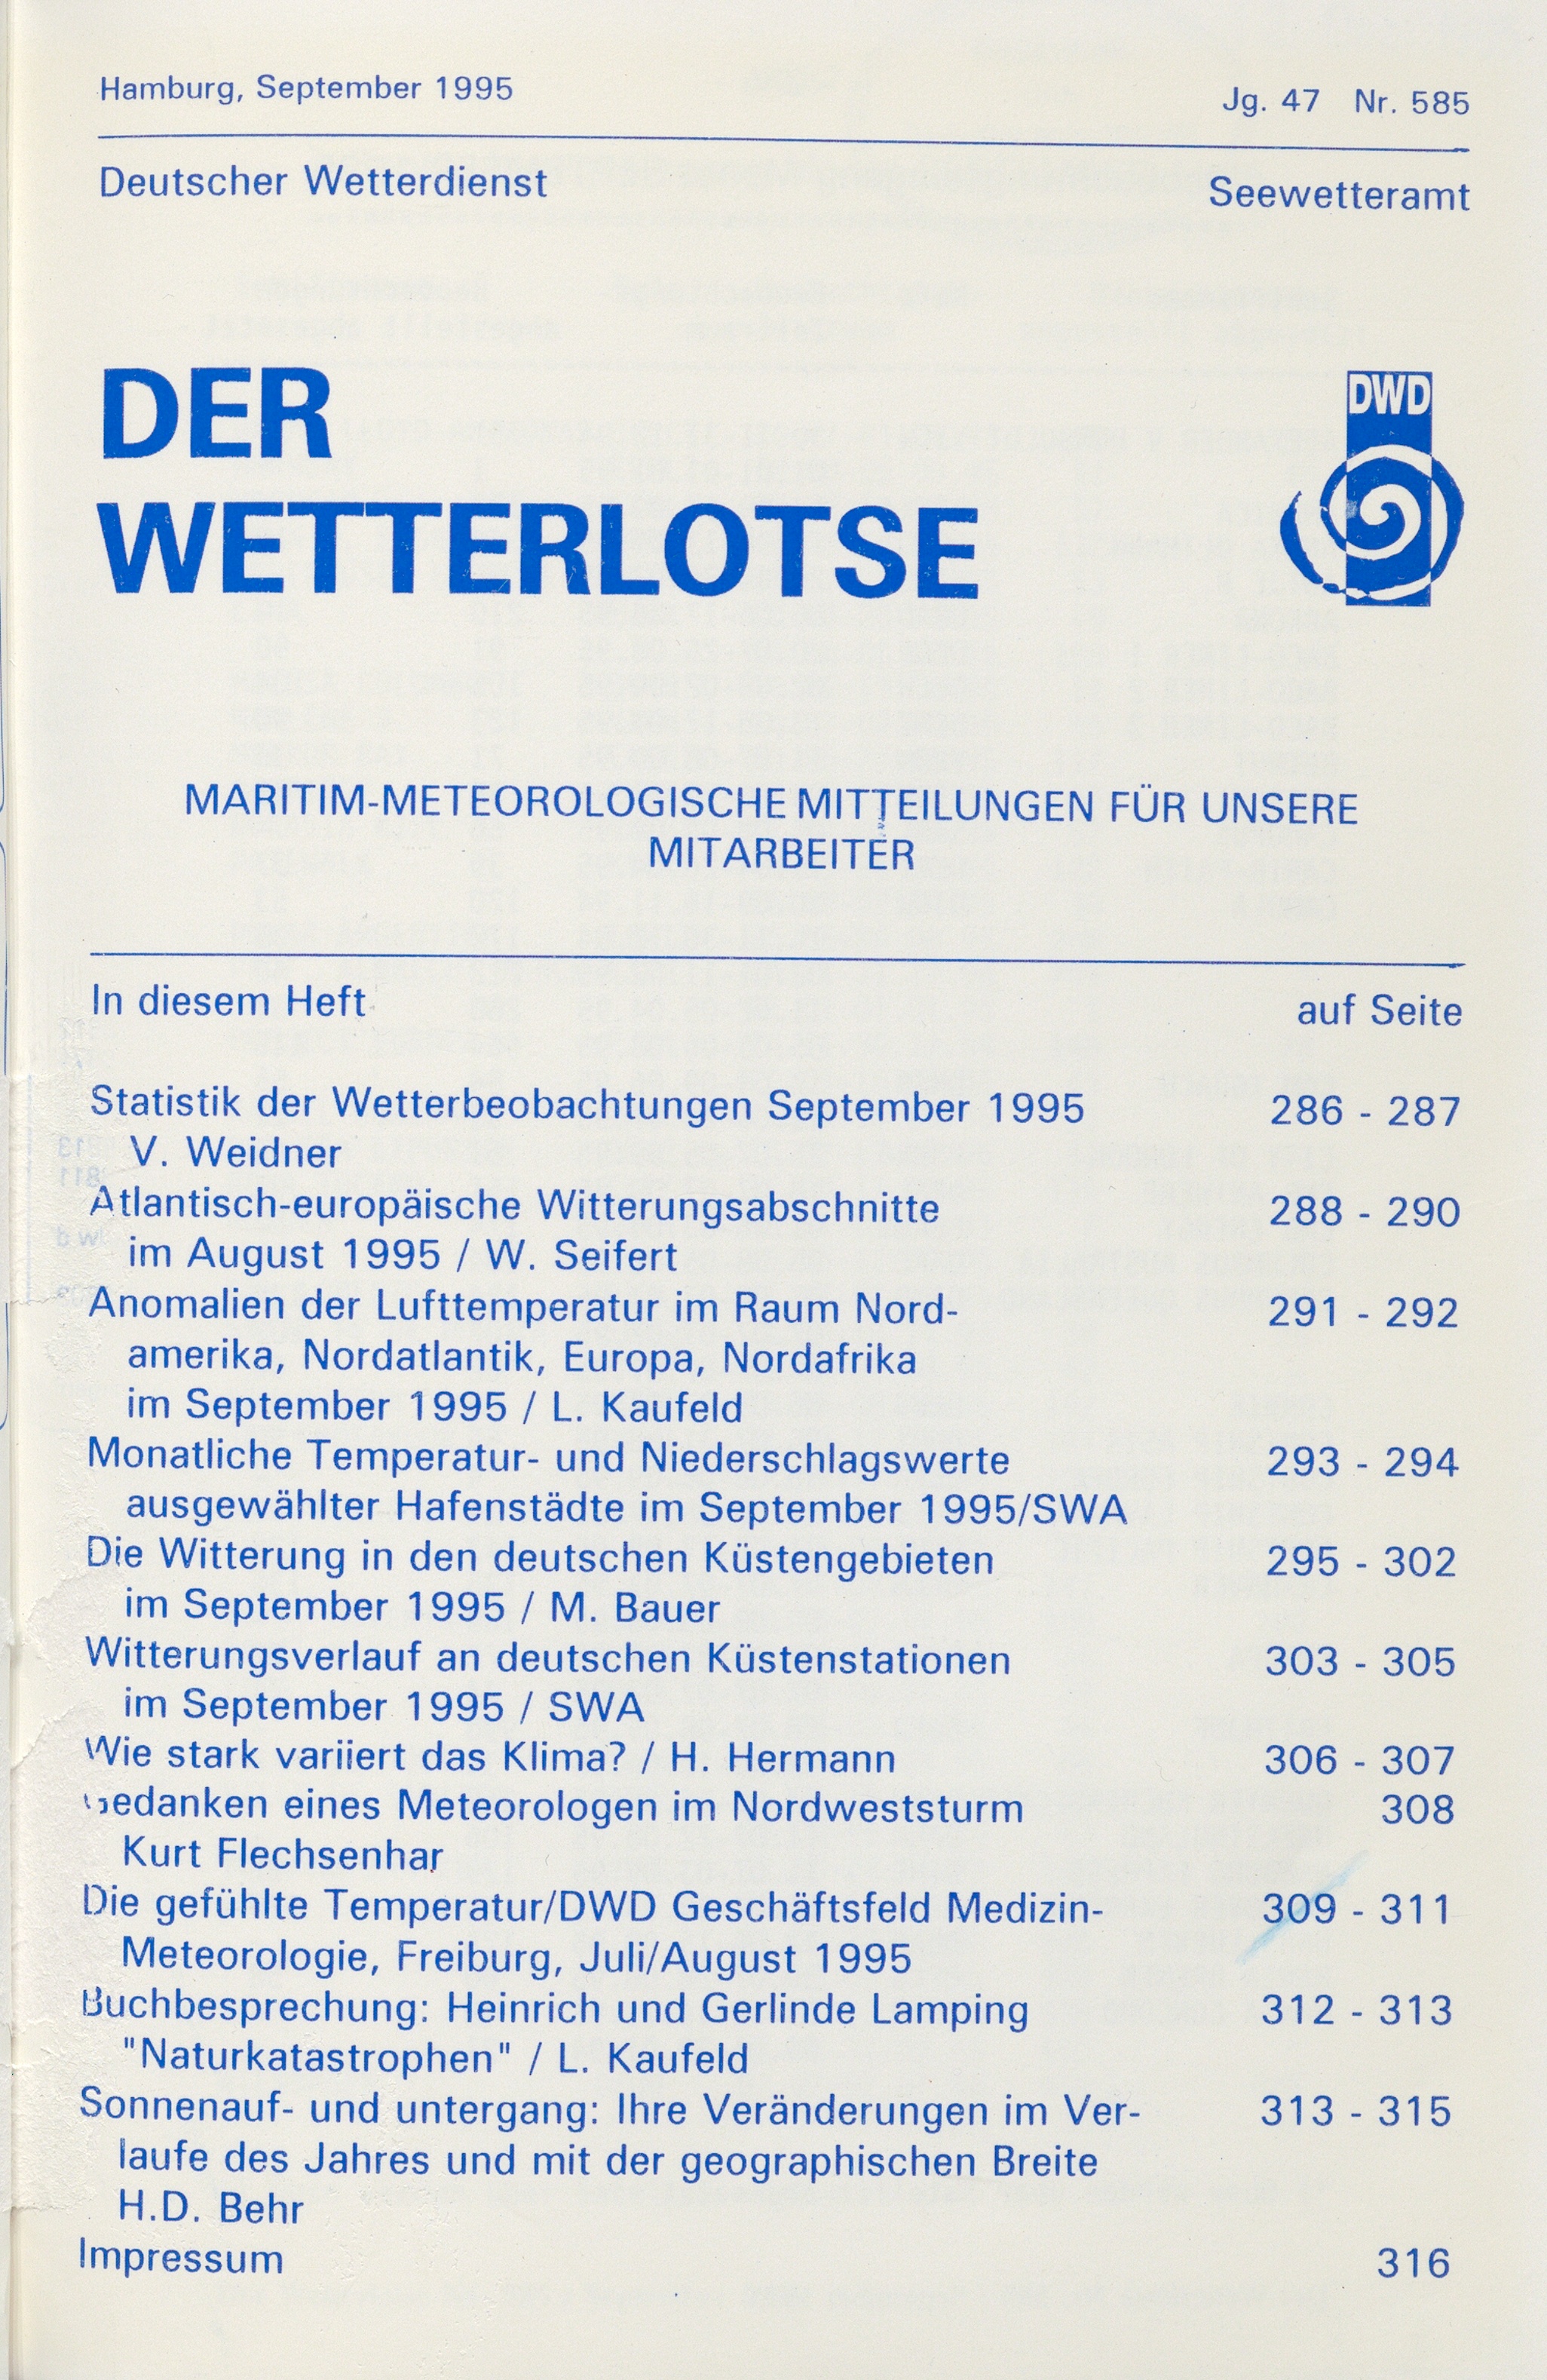 Hamburg, September 1995
Jg. 47 Nr. 585
Deutscher Wetterdienst
Seewetteramt
DER
WETTERLOTSE
DWD
MARITIM-METEOROLOGISCHE MITTEILUNGEN FÜR UNSERE
MITARBEITER
In diesem Heft auf Seite
Statistik der Wetterbeobachtungen September 1995 286 - 287
V. Weidner
Atlantisch-europäische Witterungsabschnitte 288 - 290
im August 1995 / W. Seifert
Anomalien der Lufttemperatur im Raum Nord- 291 - 292
amerika, Nordatlantik, Europa, Nordafrika
im September 1995 / L. Kaufeld
Monatliche Temperatur- und Niederschlagswerte 293 - 294
ausgewählter Hafenstädte im September 1995/SWA
Die Witterung in den deutschen Küstengebieten 295 - 302
im September 1995 / M. Bauer
Witterungsverlauf an deutschen Küstenstationen 303 - 305
im September 1995 / SWA
Wie stark variiert das Klima? / H. Hermann 306 - 307
Gedanken eines Meteorologen im Nordweststurm 308
Kurt Flechsenhar
Die gefühlte Temperatur/DWD Geschäftsfeld Medizin- 309 - 311
Meteorologie, Freiburg, Juli/August 1995
Buchbesprechung: Heinrich und Gerlinde Lamping 312 - 313
"Naturkatastrophen" / L. Kaufeld
Sonnenauf- und untergang: Ihre Veränderungen im Ver- 313 - 315
laufe des Jahres und mit der geographischen Breite
H.D. Behr
Impressum 316